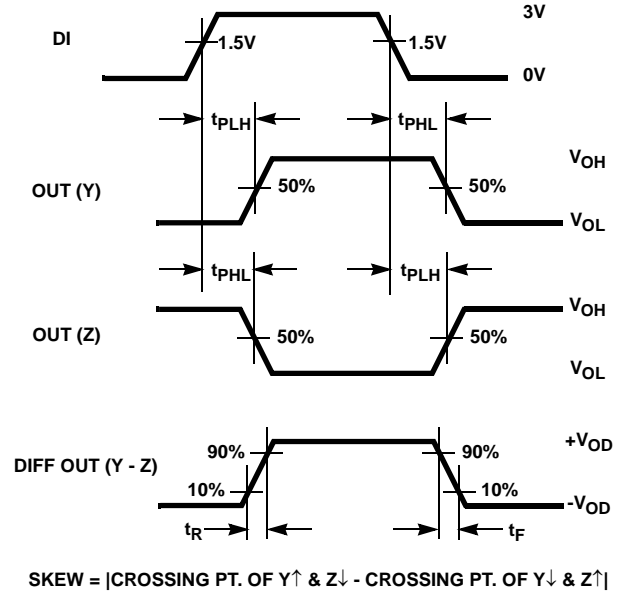 3V
DI
1.5V
1.5V
0V
tPLH
tPHL
VOH
OUT (Y)
50%
50%
VOL
tPHL
tPLH
VOH
OUT (Z)
50%
50%
VOL
+VOD
DIFF OUT (Y - Z)
90%
90%
10%
10%
-VOD
tR
tF
SKEW = |CROSSING PT. OF Y↑ & Z↓ - CROSSING PT. OF Y↓ & Z↑|